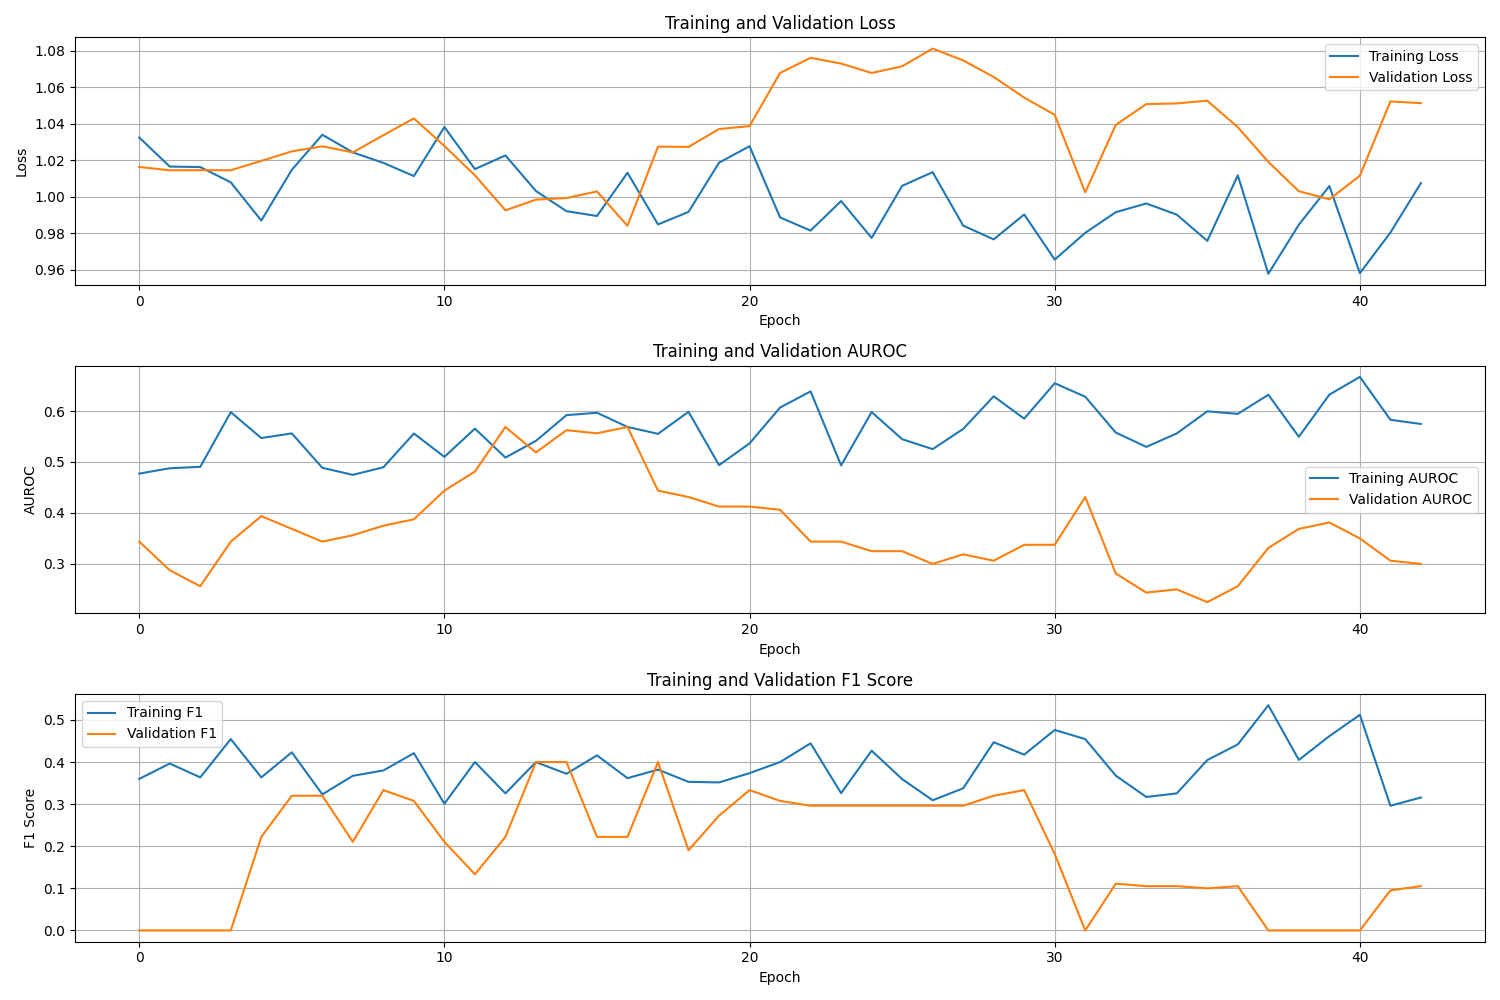 Training and Validation Loss
1.08
1.06
1.04
1.02
1.00
0.98
0.96
Loss
Training Loss
Validation Loss
0 10 20 30 40
Epoch
Training and Validation AUROC
0.6
0.5
0.4
0.3
AUROC
Training AUROC
Validation AUROC
0 10 20 30 40
Epoch
Training and Validation F1 Score
0.5
0.4
0.3
0.2
0.1
0.0
F1 Score
Training F1
Validation F1
0 10 20 30 40
Epoch